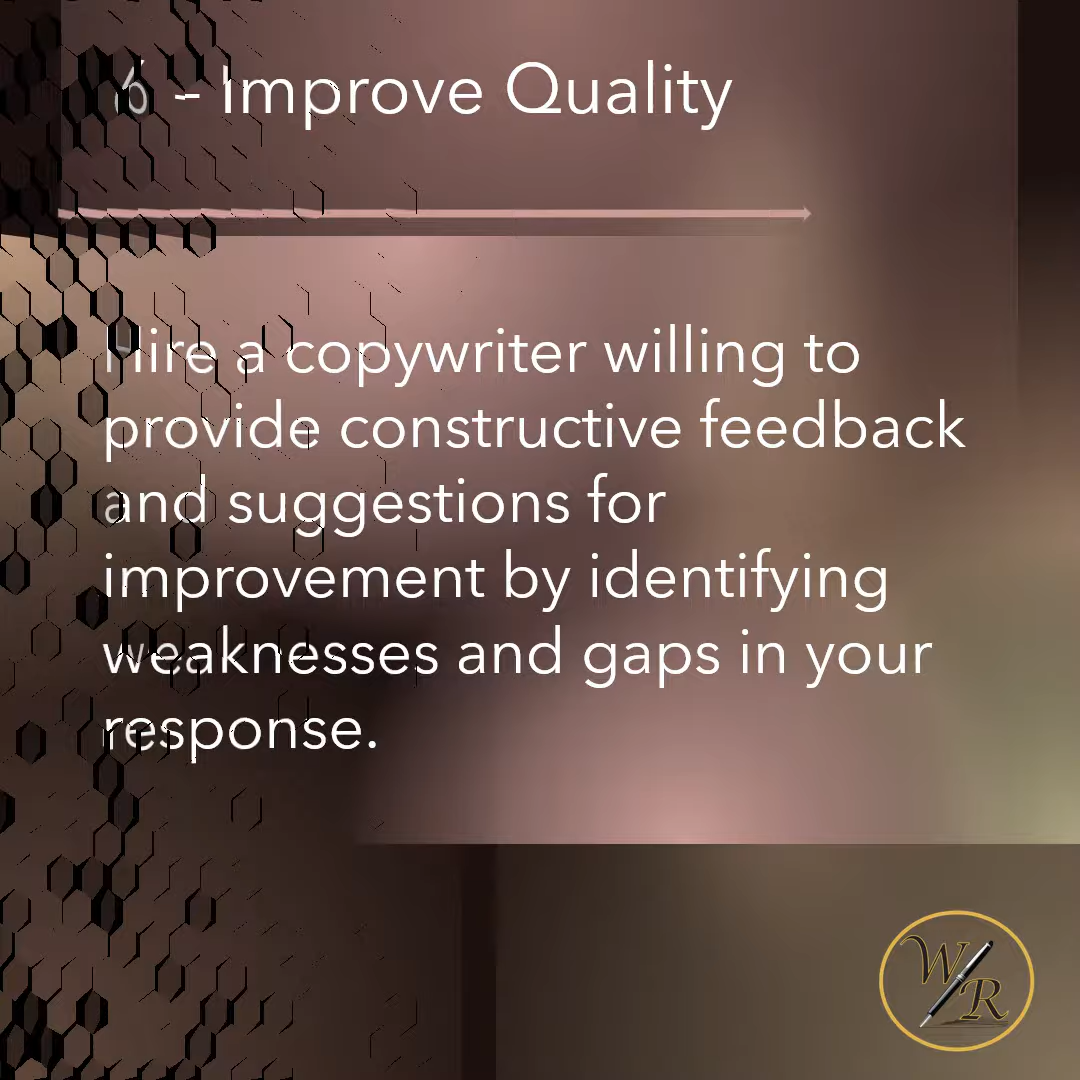 6 - Improve Quality
Hire a copywriter willing to
provide constructive feedback
and suggestions for
improvement by identifying
weaknesses and gaps in your
response.
W/R